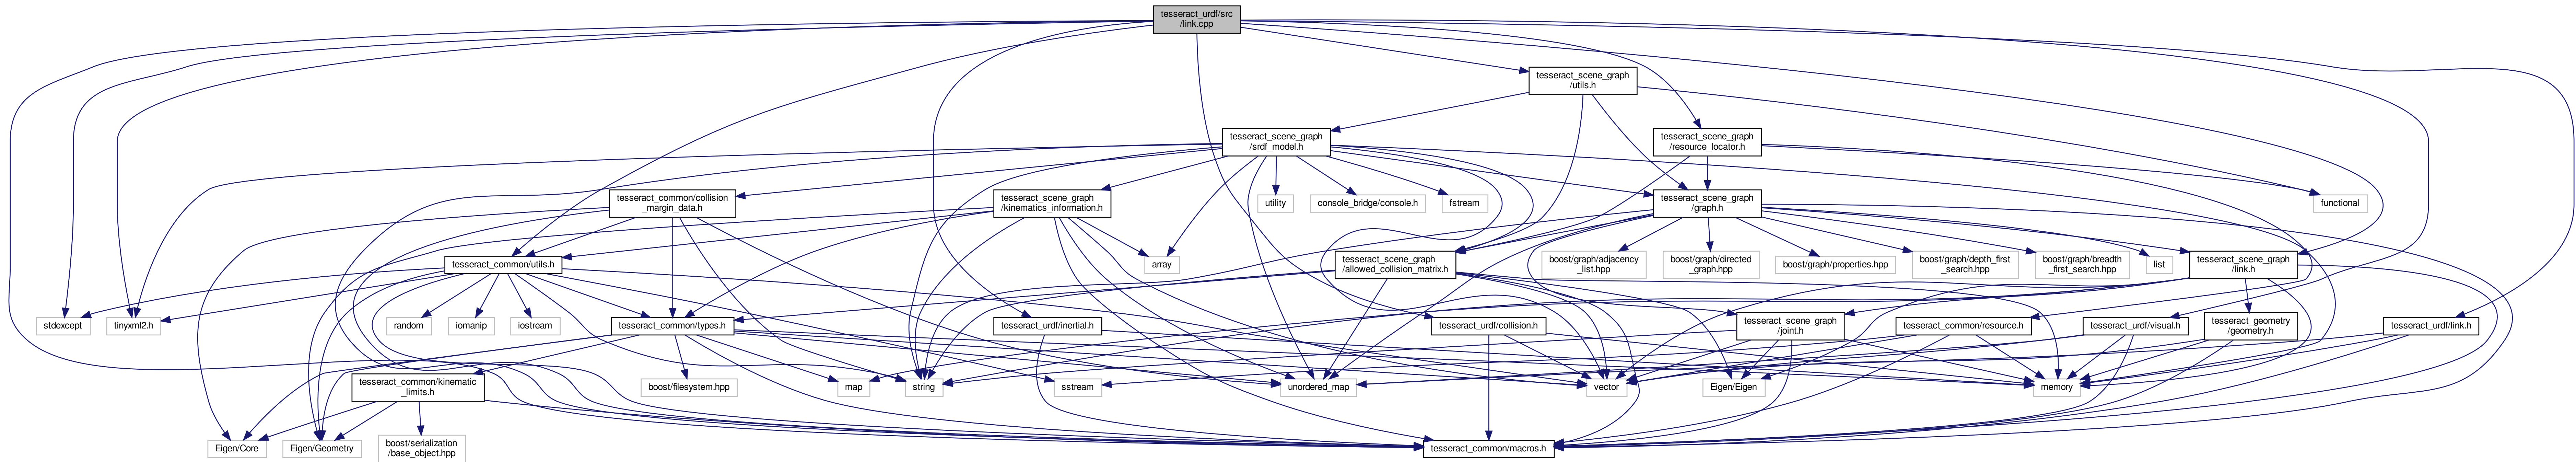 tesseract_urdf/src
/link.cpp
tesseract_scene_graph
/utils.h
tesseract_scene_graph
/srdf_model.h
tesseract_scene_graph
/resource_locator.h
tesseract_common/collision
_margin_data.h
tesseract_scene_graph
/kinematics_information.h
utility
console_bridge/console.h
fstream
tesseract_scene_graph
/graph.h
functional
tesseract_common/utils.h
array
tesseract_scene_graph
/allowed_collision_matrix.h
boost/graph/adjacency
_list.hpp
boost/graph/directed
_graph.hpp
boost/graph/properties.hpp
boost/graph/depth_first
_search.hpp
boost/graph/breadth
_first_search.hpp
list
tesseract_scene_graph
/link.h
stdexcept
tinyxml2.h
random
iomanip
iostream
tesseract_common/types.h
tesseract_urdf/inertial.h
tesseract_urdf/collision.h
tesseract_scene_graph
/joint.h
tesseract_common/resource.h
tesseract_urdf/visual.h
tesseract_geometry
/geometry.h
tesseract_urdf/link.h
tesseract_common/kinematic
_limits.h
boost/filesystem.hpp
map
string
sstream
unordered_map
vector
Eigen/Eigen
memory
Eigen/Core
Eigen/Geometry
boost/serialization
/base_object.hpp
tesseract_common/macros.h